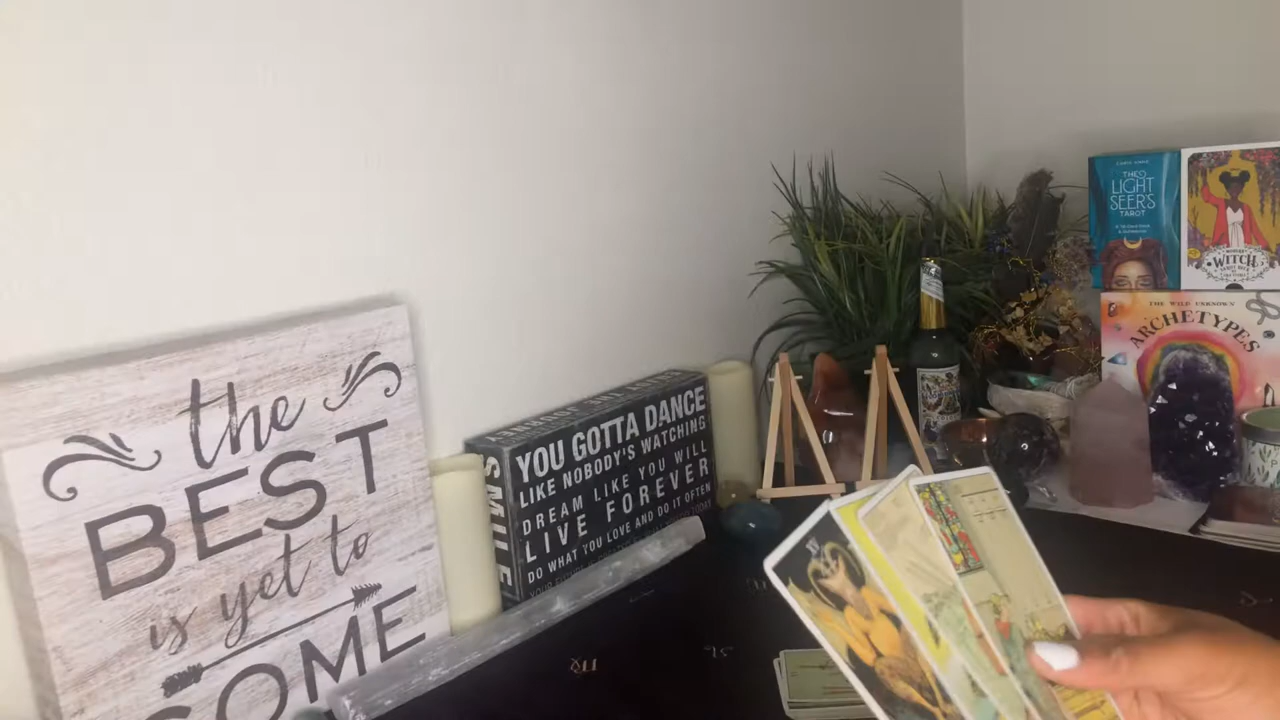 the
BEST
is yet to
COME
SMILE
YOU GOTTA DANCE
LIKE NOBODY'S WATCHING
DREAM LIKE YOU WILL
LIVE FOREVER
DO WHAT YOU LOVE AND DO IT OFTEN
THE
LIGHT
SEER'S
TAROT
WITCH
THE WILD UNKNOWN
ARCHETYPES